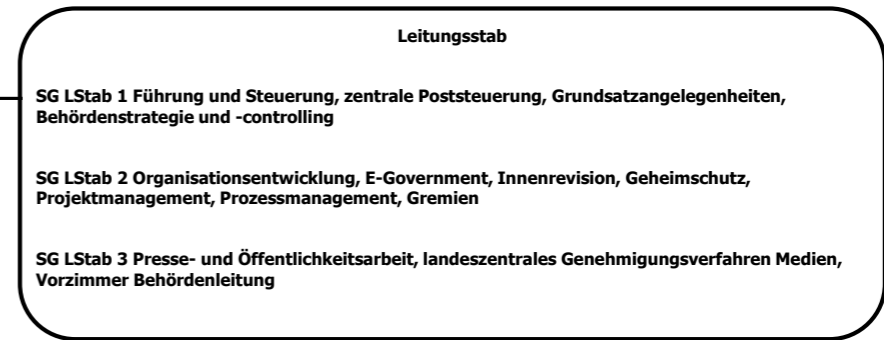 Leitungsstab
SG LStab 1 Führung und Steuerung, zentrale Poststeuerung, Grundsatzangelegenheiten,
Behördenstrategie und -controlling
SG LStab 2 Organisationsentwicklung, E-Government, Innenrevision, Geheimschutz,
Projektmanagement, Prozessmanagement, Gremien
SG LStab 3 Presse- und Öffentlichkeitsarbeit, landeszentrales Genehmigungsverfahren Medien,
Vorzimmer Behördenleitung